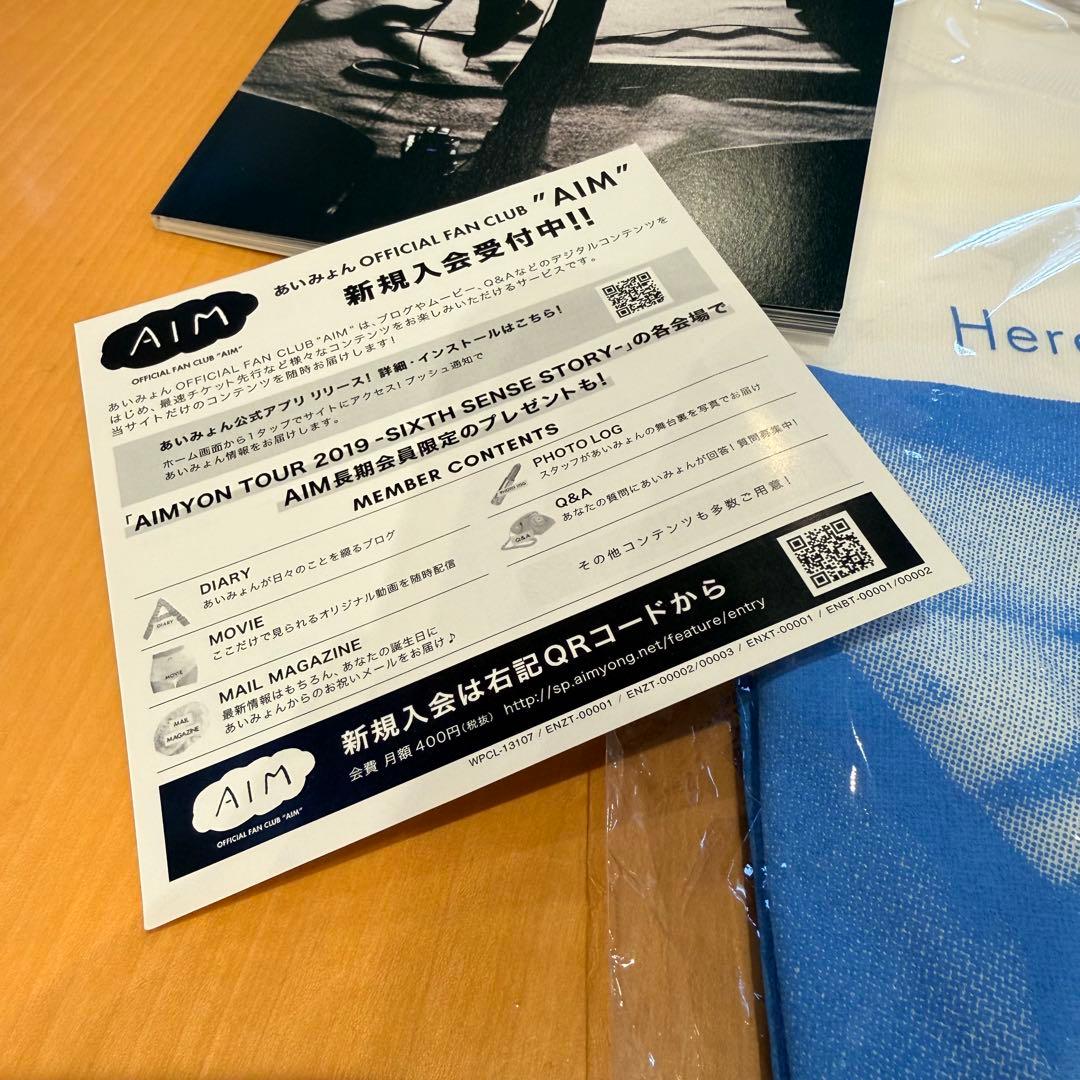 あいみょん OFFICIAL FAN CLUB "AIM"
新規入会受付中!!
AIM
OFFICIAL FAN CLUB "AIM"
あいみょん OFFICIAL FAN CLUB "AIM" は、ブログやムービー、Q&Aなどのデジタルコンテンツを
はじめ、最速チケット先行など様々なコンテンツをお楽しみいただけるサービスです。
当サイトだけのコンテンツを随時お届けします!
あいみょん公式アプリ リリース! 詳細・インストールはこちら!
ホーム画面から1タップでサイトにアクセス! プッシュ通知で
あいみょん情報をお届けします。
「AIMYON TOUR 2019 -SIXTH SENSE STORY-」の各会場で
AIM長期会員限定のプレゼントも!
MEMBER CONTENTS
DIARY
DIARY
あいみょんが日々のことを綴るブログ
MOVIE
MOVIE
ここだけで見られるオリジナル動画を随時配信
MAIL MAGAZINE
MAIL MAGAZINE
最新情報はもちろん、あなたの誕生日に
あいみょんからのお祝いメールをお届け♪
PHOTO LOG
PHOTO LOG
スタッフがあいみょんの舞台裏を写真でお届け
Q&A
Q&A
あなたの質問にあいみょんが回答! 質問募集中!
その他コンテンツも多数ご用意!
AIM
OFFICIAL FAN CLUB "AIM"
新規入会は右記QRコードから
会費 月額 400円(税抜) http://sp.aimyong.net/feature/entry
WPCL-13107 / ENZT-00001 / ENZT-00002/00003 / ENXT-00001 / ENBT-00001/00002
Here